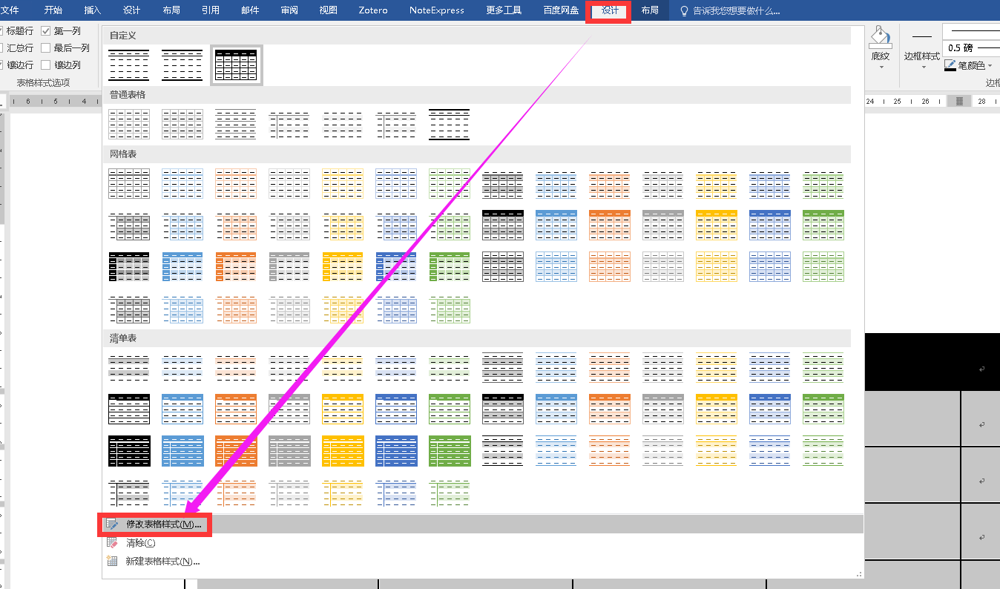 文件 开始 插入 设计 布局 引用 邮件 审阅 视图 Zotero NoteExpress 更多工具 百度网盘 设计 布局 告诉我您想要做什么...
标题行 第一列
汇总行 最后一列
镶边行 镶边列
表格样式选项
自定义
普通表格
网格表
清单表
修改表格样式(M)...
清除(C)
新建表格样式(N)...
底纹
边框样式
0.5 磅
笔颜色
边框
6 5 4
24 25 26 28